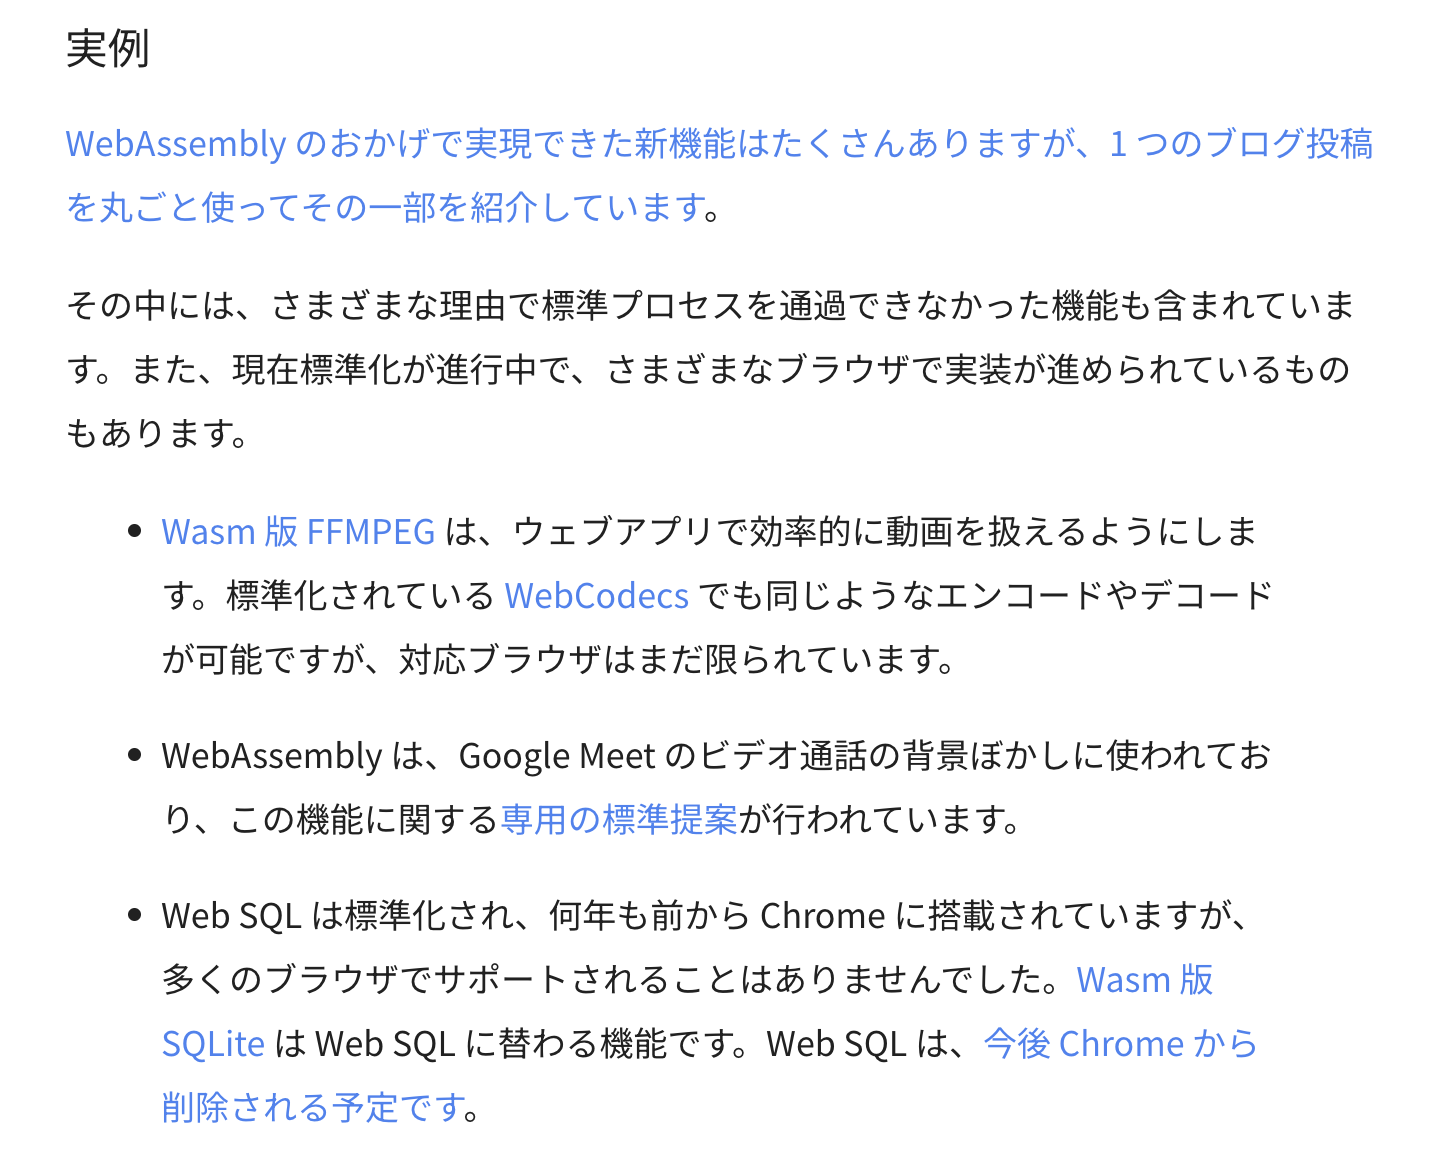 実例
WebAssembly のおかげで実現できた新機能はたくさんありますが、1 つのブログ投稿
を丸ごと使ってその一部を紹介しています。
その中には、さまざまな理由で標準プロセスを通過できなかった機能も含まれていま
す。また、現在標準化が進行中で、さまざまなブラウザで実装が進められているもの
もあります。
• Wasm 版 FFMPEG は、ウェブアプリで効率的に動画を扱えるようにしま
す。標準化されている WebCodecs でも同じようなエンコードやデコード
が可能ですが、対応ブラウザはまだ限られています。
• WebAssembly は、Google Meet のビデオ通話の背景ぼかしに使われてお
り、この機能に関する専用の標準提案が行われています。
• Web SQL は標準化され、何年も前から Chrome に搭載されていますが、
多くのブラウザでサポートされることはありませんでした。Wasm 版
SQLite は Web SQL に替わる機能です。Web SQL は、今後 Chrome から
削除される予定です。